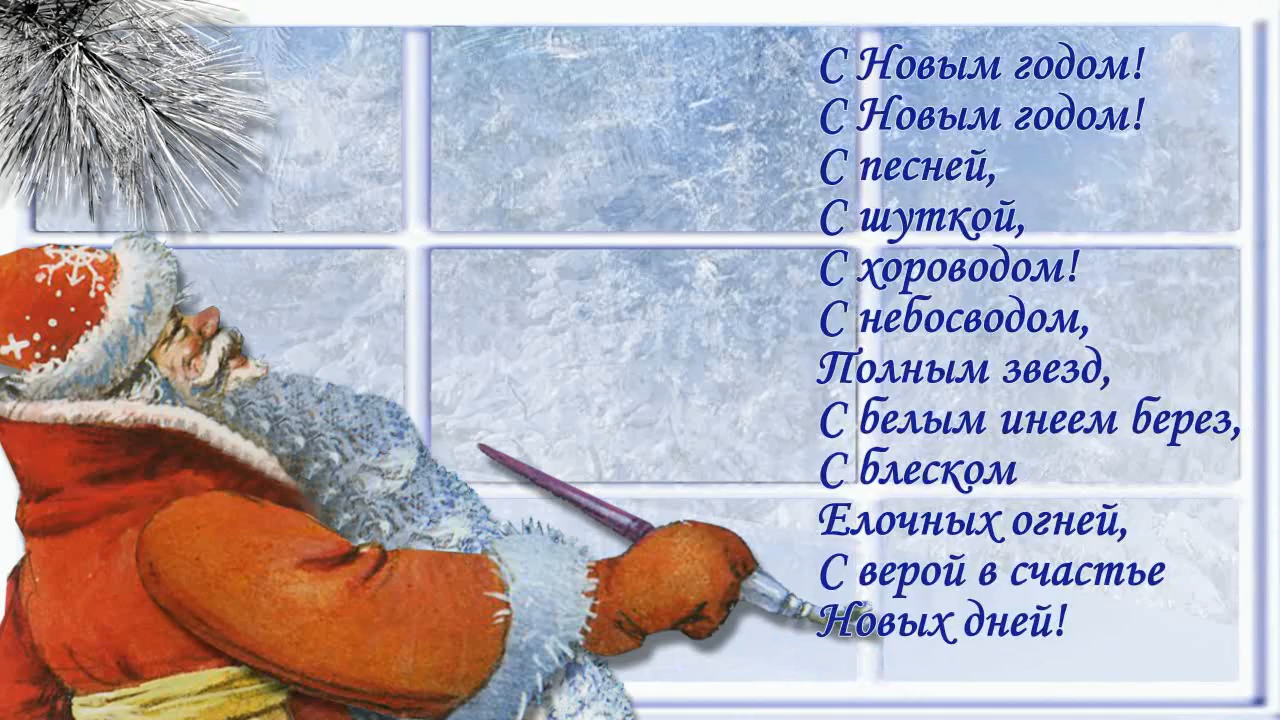 С Новым годом!
С Новым годом!
С песней,
С шуткой,
С хороводом!
С небосводом,
Полным звезд,
С белым инеем берез,
С блеском
Елочных огней,
С верой в счастье
Новых дней!